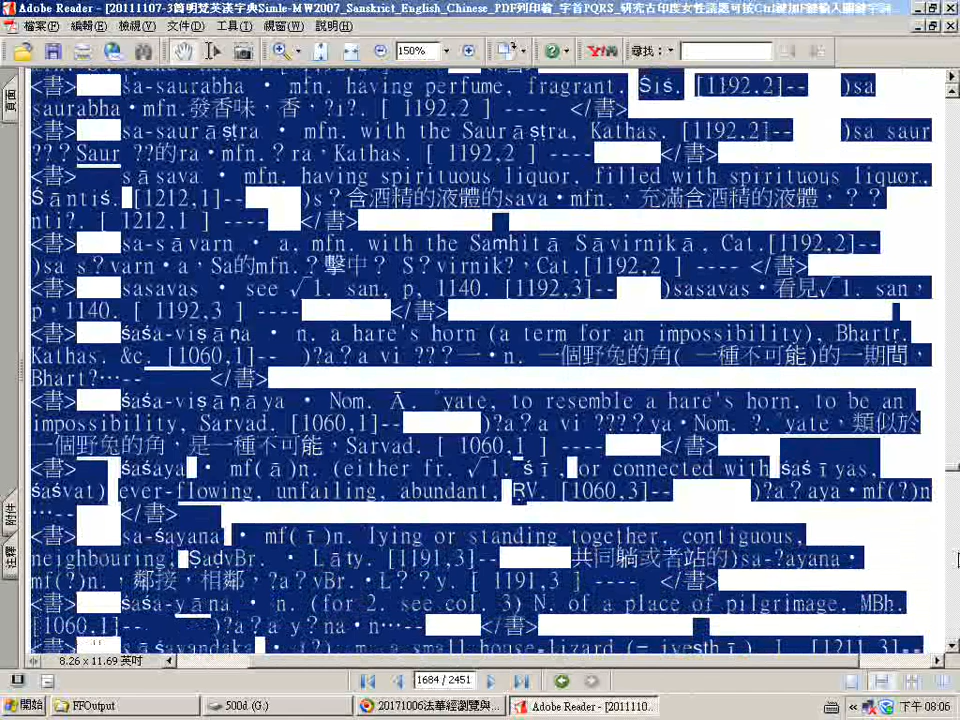 Adobe Reader - [20111107-3簡明梵英漢字典Simle-MW2007_Sanskrit_English_Chinese_PDF列印檔_字首PQRS_研究古印度女性議題可按Ctrl鍵加F鍵輸入關鍵字詞
檔案(F) 編輯(E) 檢視(V) 文件(D) 工具(T) 視窗(W) 說明(H)
150% 尋找：
頁面
<書> sa-saurabha • mfn. having perfume, fragrant. Śiś. [1192.2]-- )sa
saurabha•mfn.發香味，香，?i?. [ 1192,2 ] ---- </書>
<書> sa-saurāṣṭra • mfn. with the Saurāṣṭra, Kathas. [1192.2]-- )sa saur
???Saur ??的ra•mfn.？ra，Kathas. [ 1192,2 ] ---- </書>
<書> sāsava • mfn. having spirituous liquor, filled with spirituous liquor.,
Śāntiś. [1212,1]-- )s？含酒精的液體的sava•mfn.，充滿含酒精的液體，？？
nti?. [ 1212,1 ] ---- </書>
<書> sa-sāvarn • a, mfn. with the Samhitā Sāvirnikā, Cat.[1192,2]--
)sa s？varn•a，Sa的mfn.？擊中？ S？virnik?，Cat.[1192,2 ] ---- </書>
<書> sasavas • see √1. san, p, 1140. [1192,3]-- )sasavas•看見√1. san，
p，1140. [ 1192,3 ] ---- </書>
<書> śaśa-viṣāṇa • n. a hare's horn (a term for an impossibility), Bhartṛ.
Kathas. &c. [1060,1]-- )?a？a vi ???一•n. 一個野兔的角( 一種不可能)的一期間，
Bhart?…-- </書>
<書> śaśa-viṣāṇāya • Nom. Ā. °yate, to resemble a hare's horn, to be an
impossibility, Sarvad. [1060,1]-- )?a？a vi ????ya•Nom. ?. yate，類似於
一個野兔的角，是一種不可能，Sarvad. [ 1060,1 ] ---- </書>
<書> śaśaya • mf(ā)n. (either fr. √1. śī, or connected with śaśīyas,
śaśvat) ever-flowing, unfailing, abundant, ṚV. [1060,3]-- )?a？aya•mf(?)n
…-- </書>
<書> sa-śayana • mf(ī)n. lying or standing together, contiguous,
neighbouring, SaḍvBr. • Lāty. [1191,3]-- 共同躺或者站的)sa-?ayana•
mf(?)n.，鄰接，相鄰 ?a？vBr.•L？？y. [ 1191,3 ] ---- </書>
<書> śaśa-yāna • n. (for 2. see col. 3) N. of a place of pilgrimage. MBh.
[1060,1]-- )?a？a y？na•n…-- </書>
附件
註釋
8.26 x 11.69 英吋
1684 / 2451
開始 FFOutput 500d (G:) 20171006法華經瀏覽與... Adobe Reader - [2011110... 下午 08:06